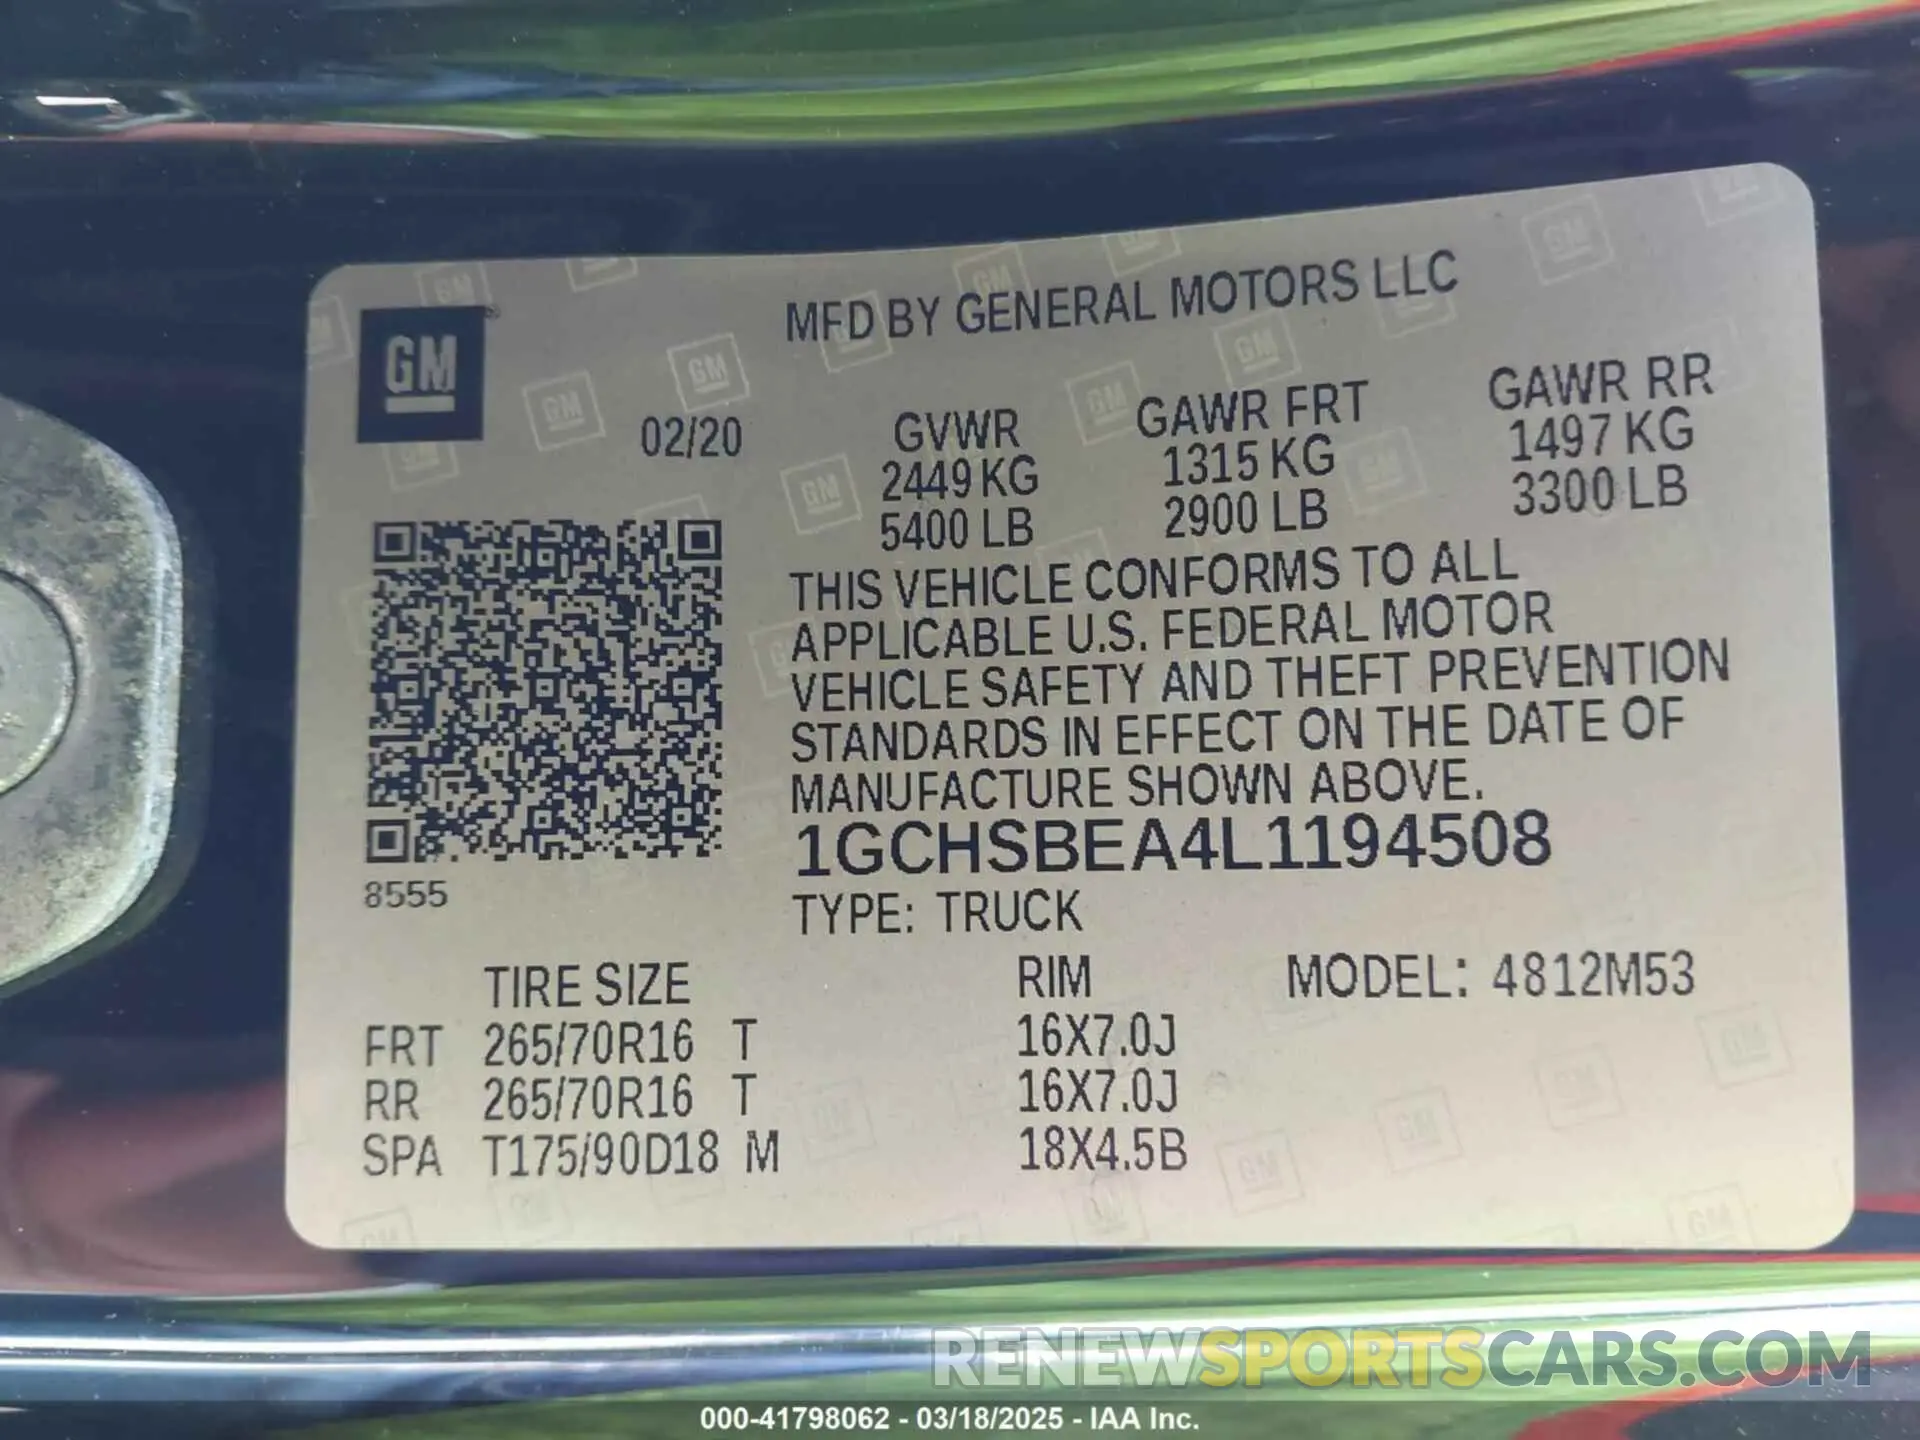 MFD BY GENERAL MOTORS LLC
GM
02/20
GVWR GAWR FRT GAWR RR
2449 KG 1315 KG 1497 KG
5400 LB 2900 LB 3300 LB
THIS VEHICLE CONFORMS TO ALL
APPLICABLE U.S. FEDERAL MOTOR
VEHICLE SAFETY AND THEFT PREVENTION
STANDARDS IN EFFECT ON THE DATE OF
MANUFACTURE SHOWN ABOVE.
1GCHSBEA4L1194508
8555
TYPE: TRUCK
TIRE SIZE RIM MODEL: 4812M53
FRT 265/70R16 T 16X7.0J
RR 265/70R16 T 16X7.0J
SPA T175/90D18 M 18X4.5B
RENEWSPORTSCARS.COM
000-41798062 - 03/18/2025 - IAA Inc.